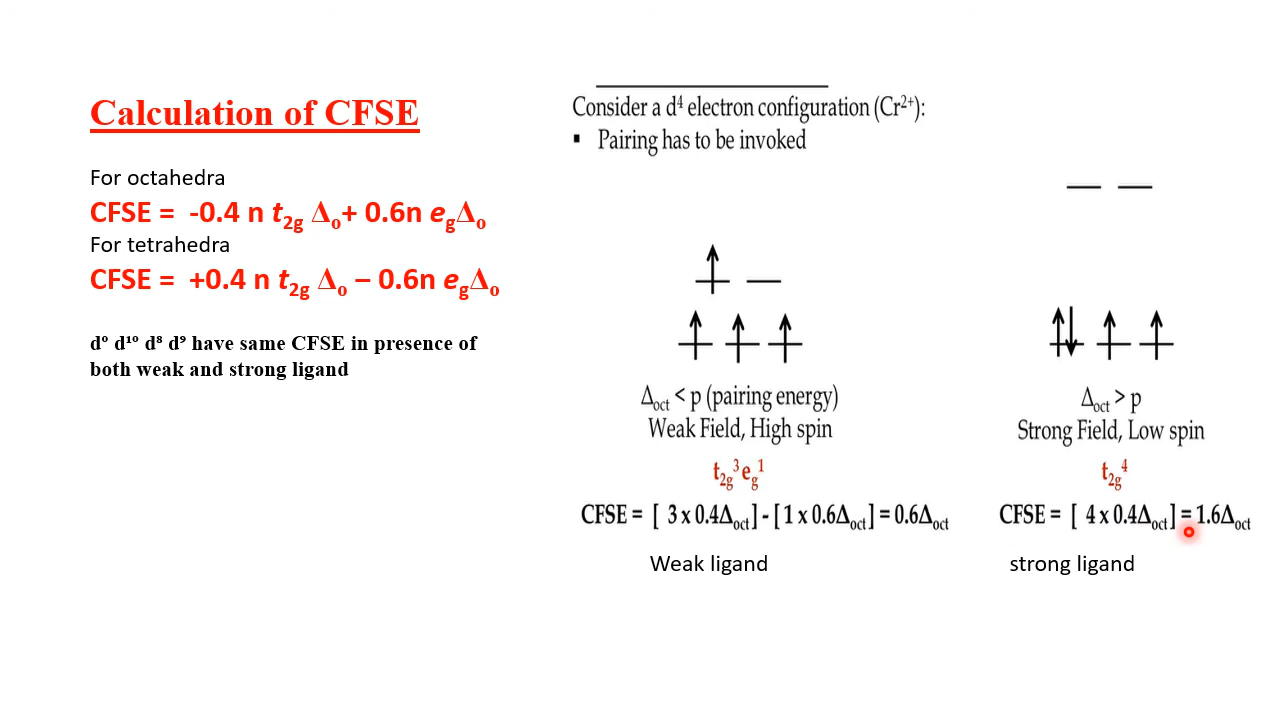 Calculation of CFSE
For octahedra
CFSE = -0.4 n t₂g Δₒ+ 0.6n egΔₒ
For tetrahedra
CFSE = +0.4 n t₂g Δₒ – 0.6n egΔₒ
d⁰ d¹⁰ d⁸ d⁹ have same CFSE in presence of
both weak and strong ligand
Consider a d⁴ electron configuration (Cr²⁺):
▪ Pairing has to be invoked
Δoct < p (pairing energy)
Weak Field, High spin
t₂g³eg¹
CFSE = [ 3 x 0.4Δoct] - [1 x 0.6Δoct] = 0.6Δoct
Weak ligand
Δoct > p
Strong Field, Low spin
t₂g⁴
CFSE = [ 4 x 0.4Δoct] = 1.6Δoct
strong ligand